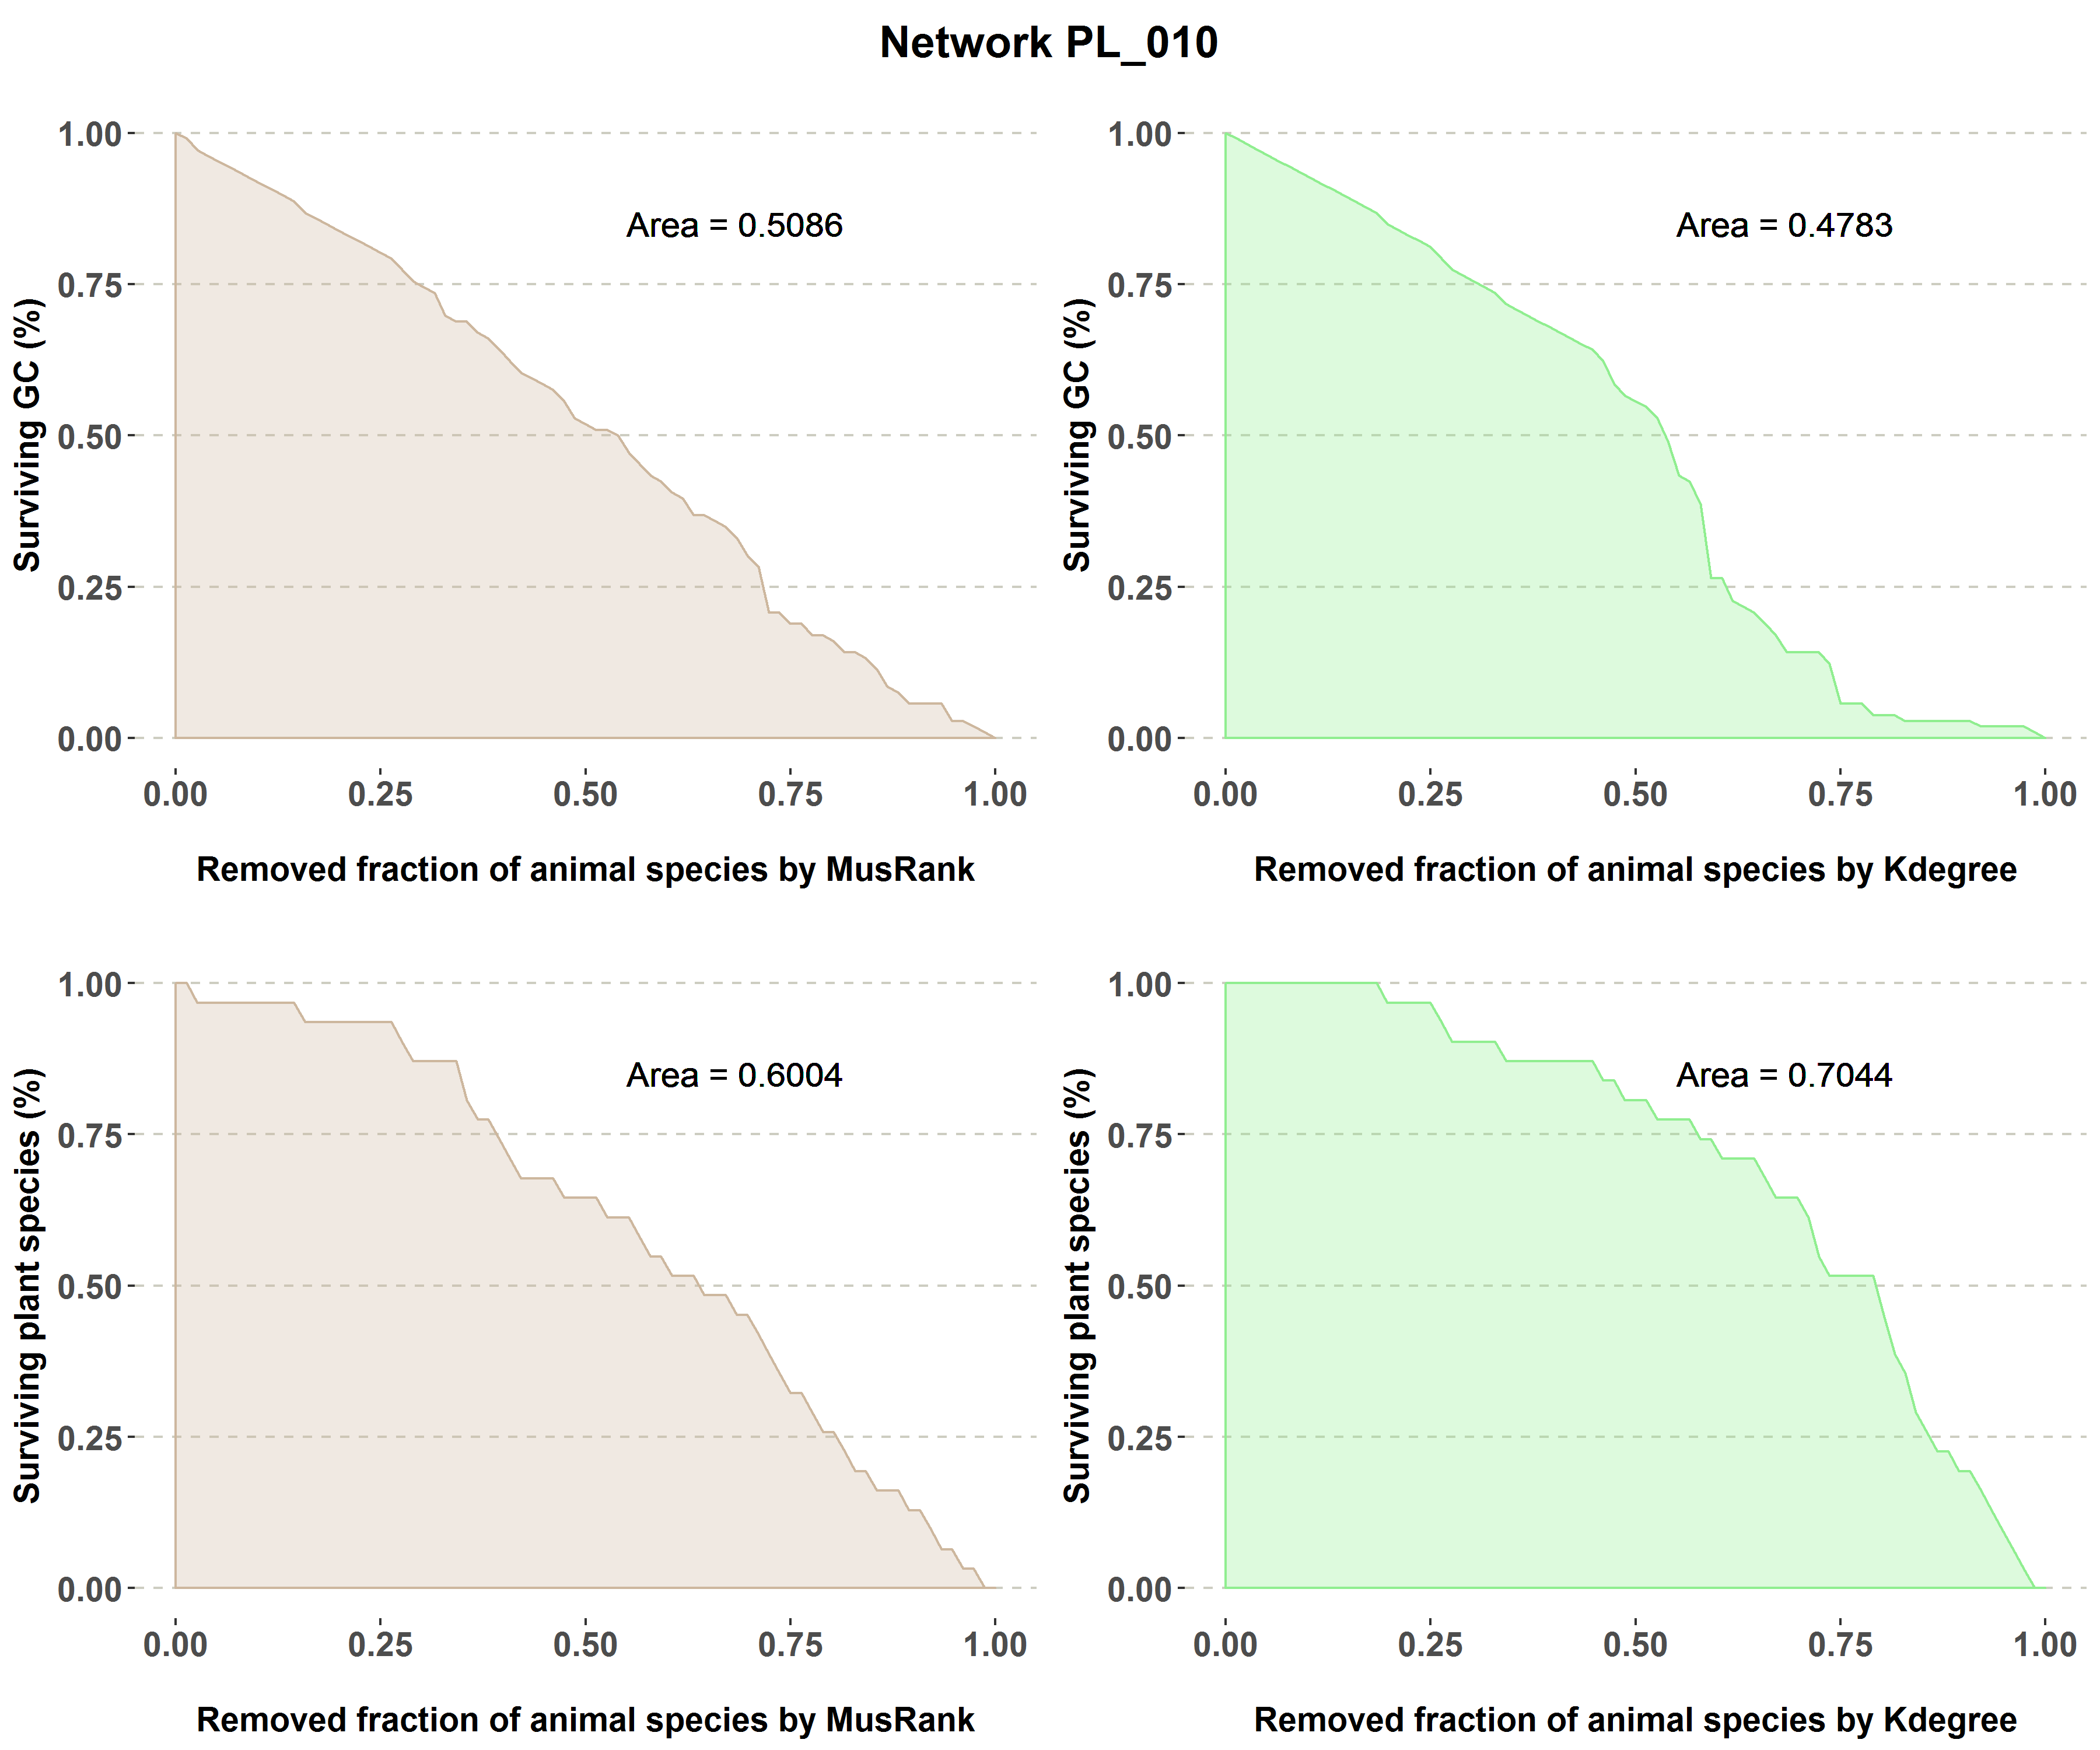 Network PL_010
Surviving GC (%)
1.00
0.75
0.50
0.25
0.00
Area = 0.5086
0.00 0.25 0.50 0.75 1.00
Removed fraction of animal species by MusRank
Surviving GC (%)
1.00
0.75
0.50
0.25
0.00
Area = 0.4783
0.00 0.25 0.50 0.75 1.00
Removed fraction of animal species by Kdegree
Surviving plant species (%)
1.00
0.75
0.50
0.25
0.00
Area = 0.6004
0.00 0.25 0.50 0.75 1.00
Removed fraction of animal species by MusRank
Surviving plant species (%)
1.00
0.75
0.50
0.25
0.00
Area = 0.7044
0.00 0.25 0.50 0.75 1.00
Removed fraction of animal species by Kdegree